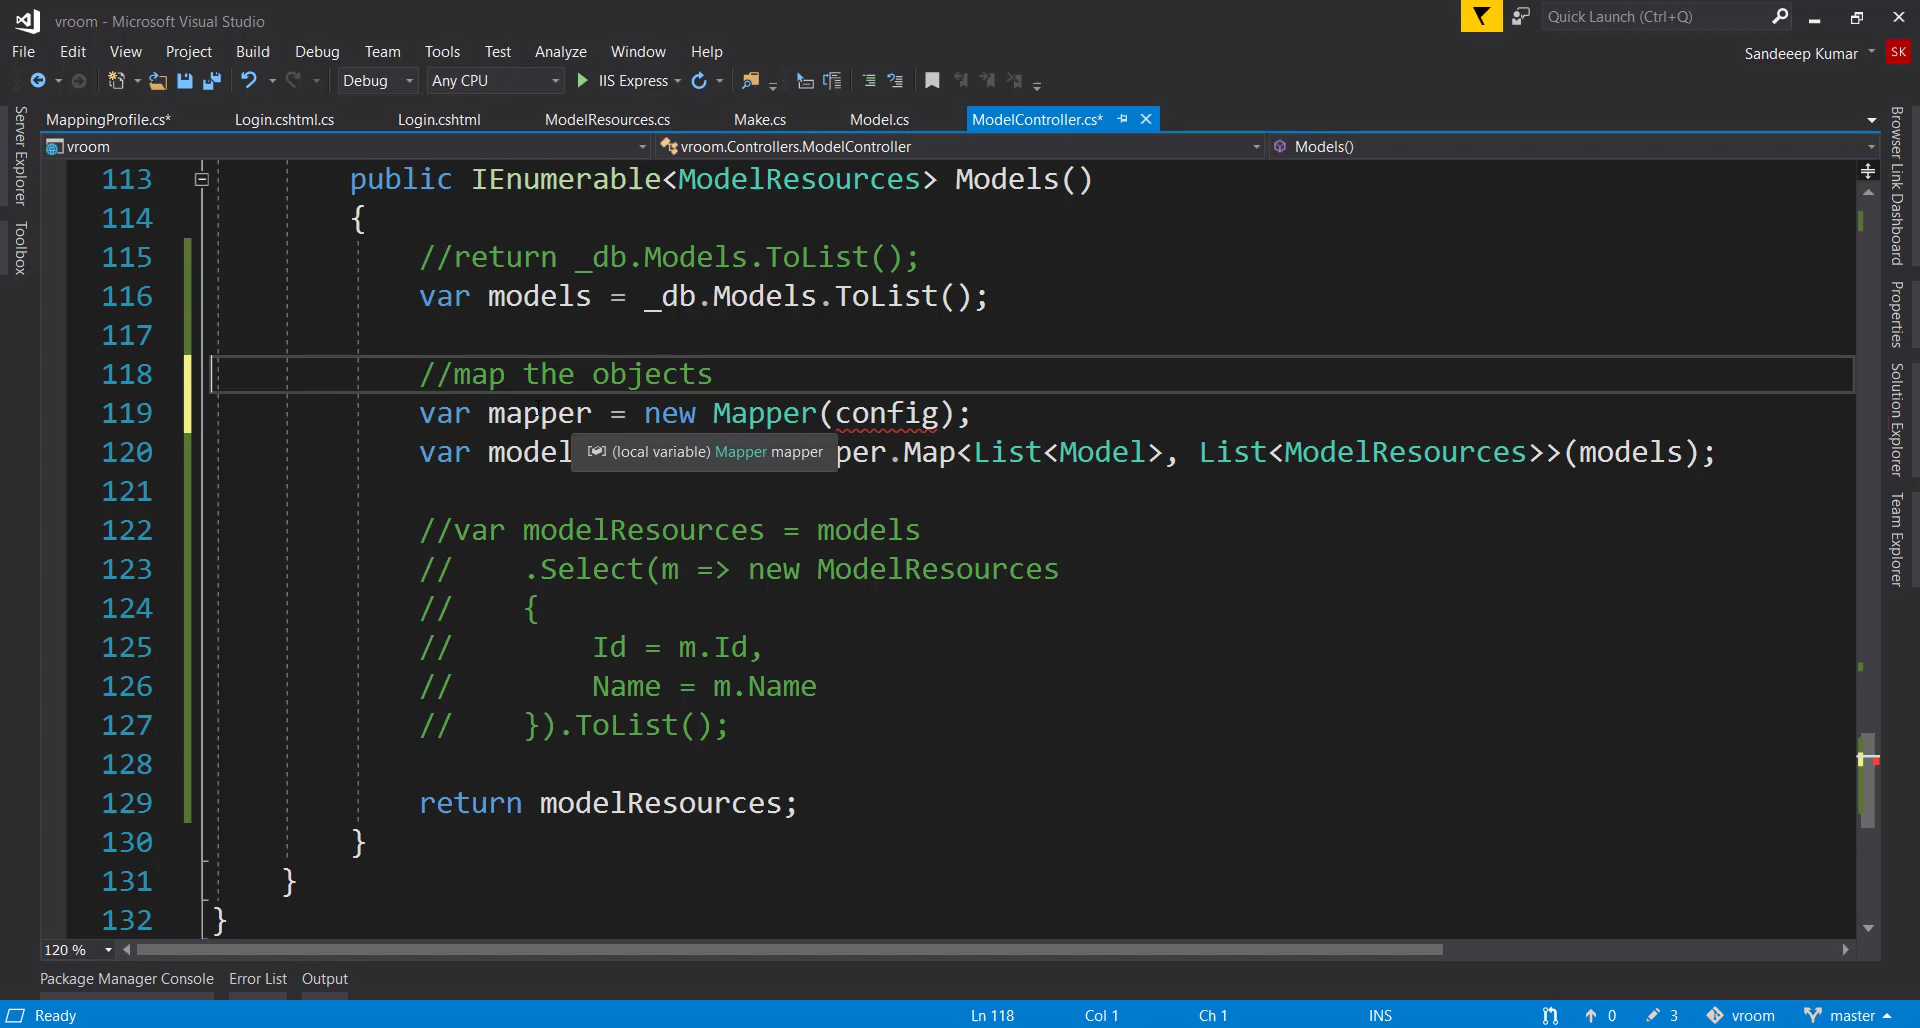 vroom - Microsoft Visual Studio
Quick Launch (Ctrl+Q)
File Edit View Project Build Debug Team Tools Test Analyze Window Help
Sandeeep Kumar SK
Debug Any CPU IIS Express
MappingProfile.cs* Login.cshtml.cs Login.cshtml ModelResources.cs Make.cs Model.cs ModelController.cs*
vroom vroom.Controllers.ModelController Models()
113 public IEnumerable<ModelResources> Models()
114 {
115 //return _db.Models.ToList();
116 var models = _db.Models.ToList();
117
118 //map the objects
119 var mapper = new Mapper(config);
120 var model per.Map<List<Model>, List<ModelResources>>(models);
(local variable) Mapper mapper
121
122 //var modelResources = models
123 // .Select(m => new ModelResources
124 // {
125 // Id = m.Id,
126 // Name = m.Name
127 // }).ToList();
128
129 return modelResources;
130 }
131 }
132 }
120 %
Server Explorer
Toolbox
Browser Link Dashboard
Properties
Solution Explorer
Team Explorer
Package Manager Console Error List Output
Ready Ln 118 Col 1 Ch 1 INS 0 3 vroom master